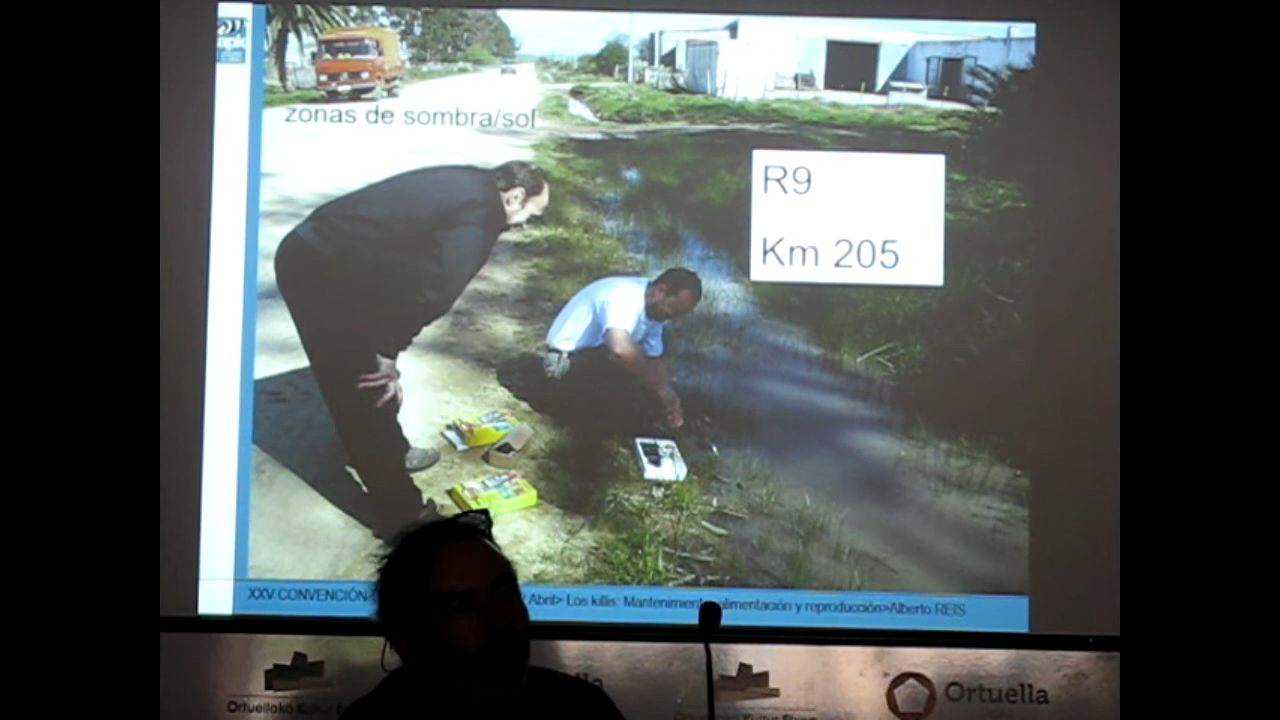 zonas de sombra/sol
R9
Km 205
XXV CONVENCIÓN
Abril> Los killis: Mantenimiento, alimentación y reproducción>Alberto REIS
Ortuella